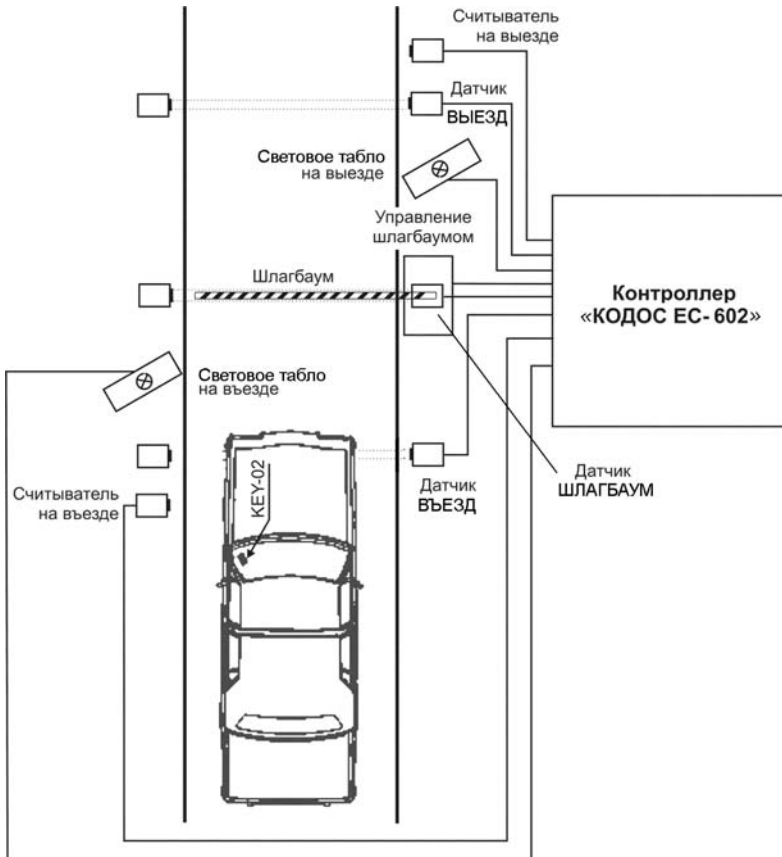 Считыватель
на выезде
Датчик
ВЫЕЗД
Световое табло
на выезде
Управление
шлагбаумом
Шлагбаум
Контроллер
«КОДОС ЕС- 602»
Световое табло
на въезде
KEY-02
Считыватель
на въезде
Датчик
ВЪЕЗД
Датчик
ШЛАГБАУМ